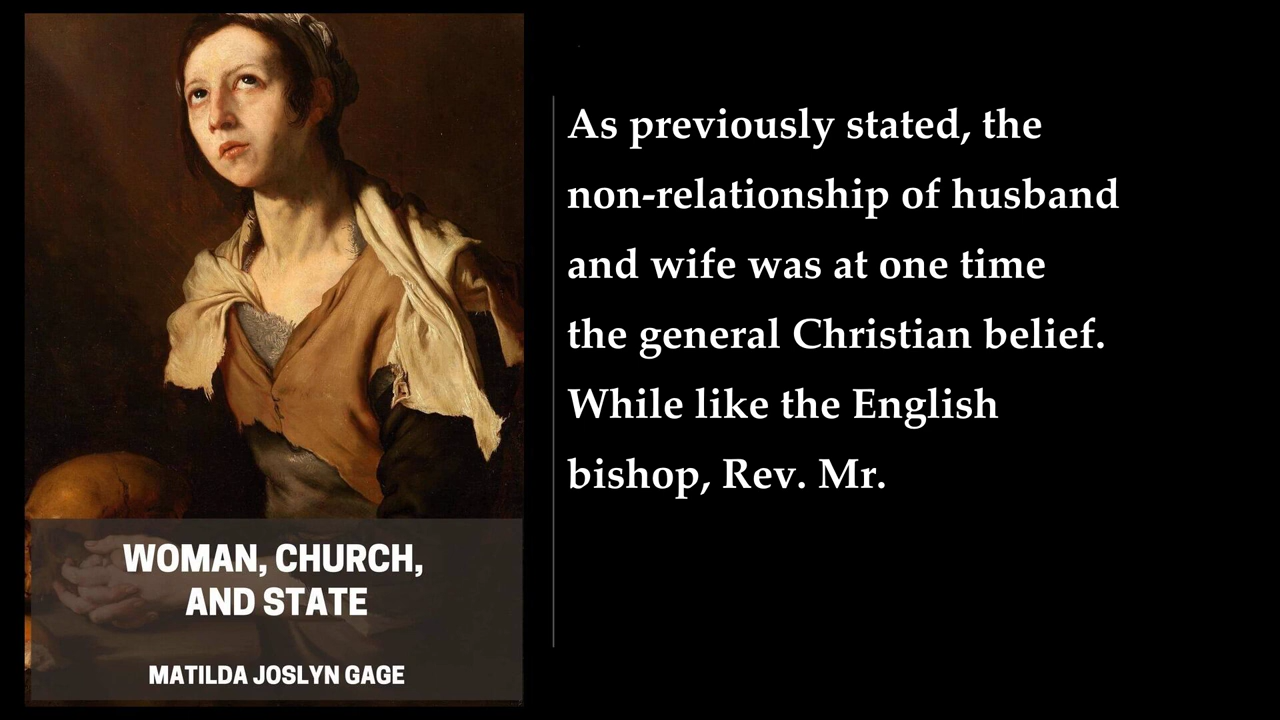 WOMAN, CHURCH,
AND STATE
MATILDA JOSLYN GAGE
As previously stated, the
non-relationship of husband
and wife was at one time
the general Christian belief.
While like the English
bishop, Rev. Mr.